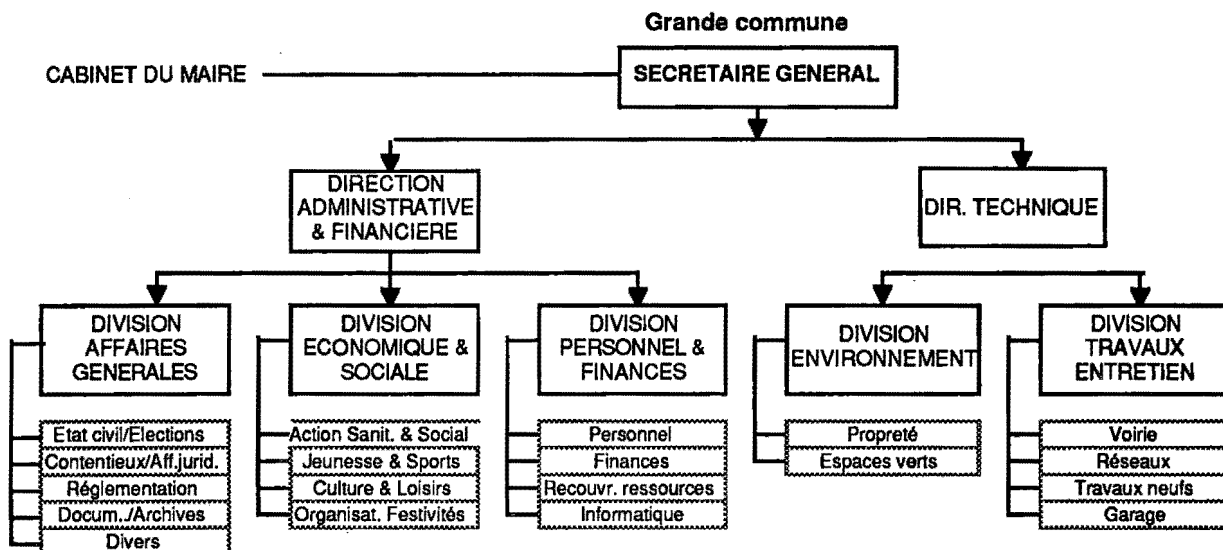 Grande commune
CABINET DU MAIRE
SECRETAIRE GENERAL
DIRECTION
ADMINISTRATIVE
& FINANCIERE
DIR. TECHNIQUE
DIVISION
AFFAIRES
GENERALES
Etat civil/Elections
Contentieux/Aff.jurid.
Réglementation
Docum../Archives
Divers
DIVISION
ECONOMIQUE &
SOCIALE
Action Sanit. & Social
Jeunesse & Sports
Culture & Loisirs
Organisat. Festivités
DIVISION
PERSONNEL &
FINANCES
Personnel
Finances
Recouvr. ressources
Informatique
DIVISION
ENVIRONNEMENT
Propreté
Espaces verts
DIVISION
TRAVAUX
ENTRETIEN
Voirie
Réseaux
Travaux neufs
Garage